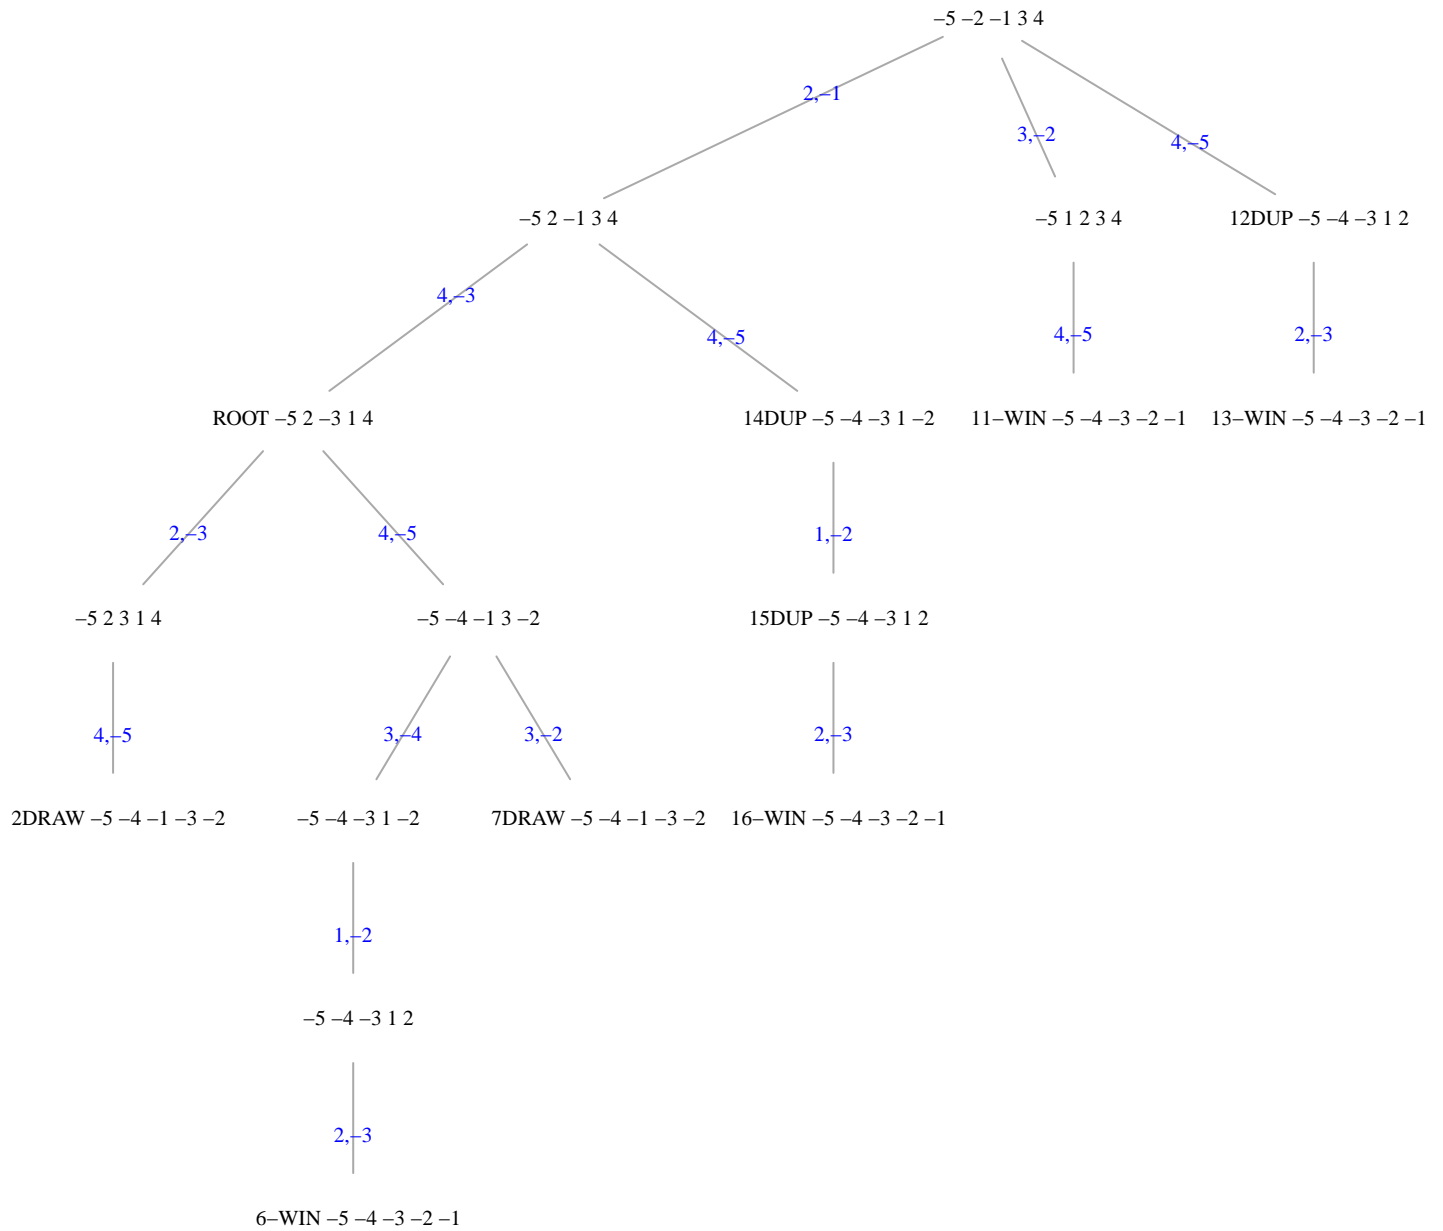 –5 –2 –1 3 4
2,–1
3,–2
4,–5
–5 2 –1 3 4
–5 1 2 3 4
12DUP –5 –4 –3 1 2
4,–3
4,–5
4,–5
2,–3
ROOT –5 2 –3 1 4
14DUP –5 –4 –3 1 –2
11–WIN –5 –4 –3 –2 –1
13–WIN –5 –4 –3 –2 –1
2,–3
4,–5
1,–2
–5 2 3 1 4
–5 –4 –1 3 –2
15DUP –5 –4 –3 1 2
4,–5
3,–4
3,–2
2,–3
2DRAW –5 –4 –1 –3 –2
–5 –4 –3 1 –2
7DRAW –5 –4 –1 –3 –2
16–WIN –5 –4 –3 –2 –1
1,–2
–5 –4 –3 1 2
2,–3
6–WIN –5 –4 –3 –2 –1